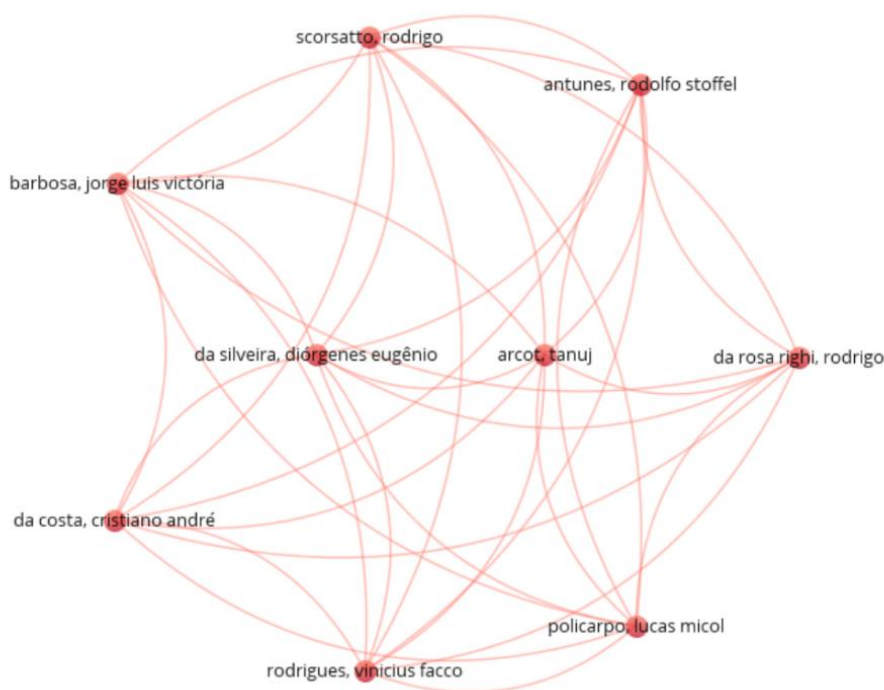 scorsatto, rodrigo
antunes, rodolfo stoffel
barbosa, jorge luis victória
da silveira, diórgenes eugênio
arcot, tanuj
da rosa righi, rodrigo
da costa, cristiano andré
policarpo, lucas micol
rodrigues, vinicius facco